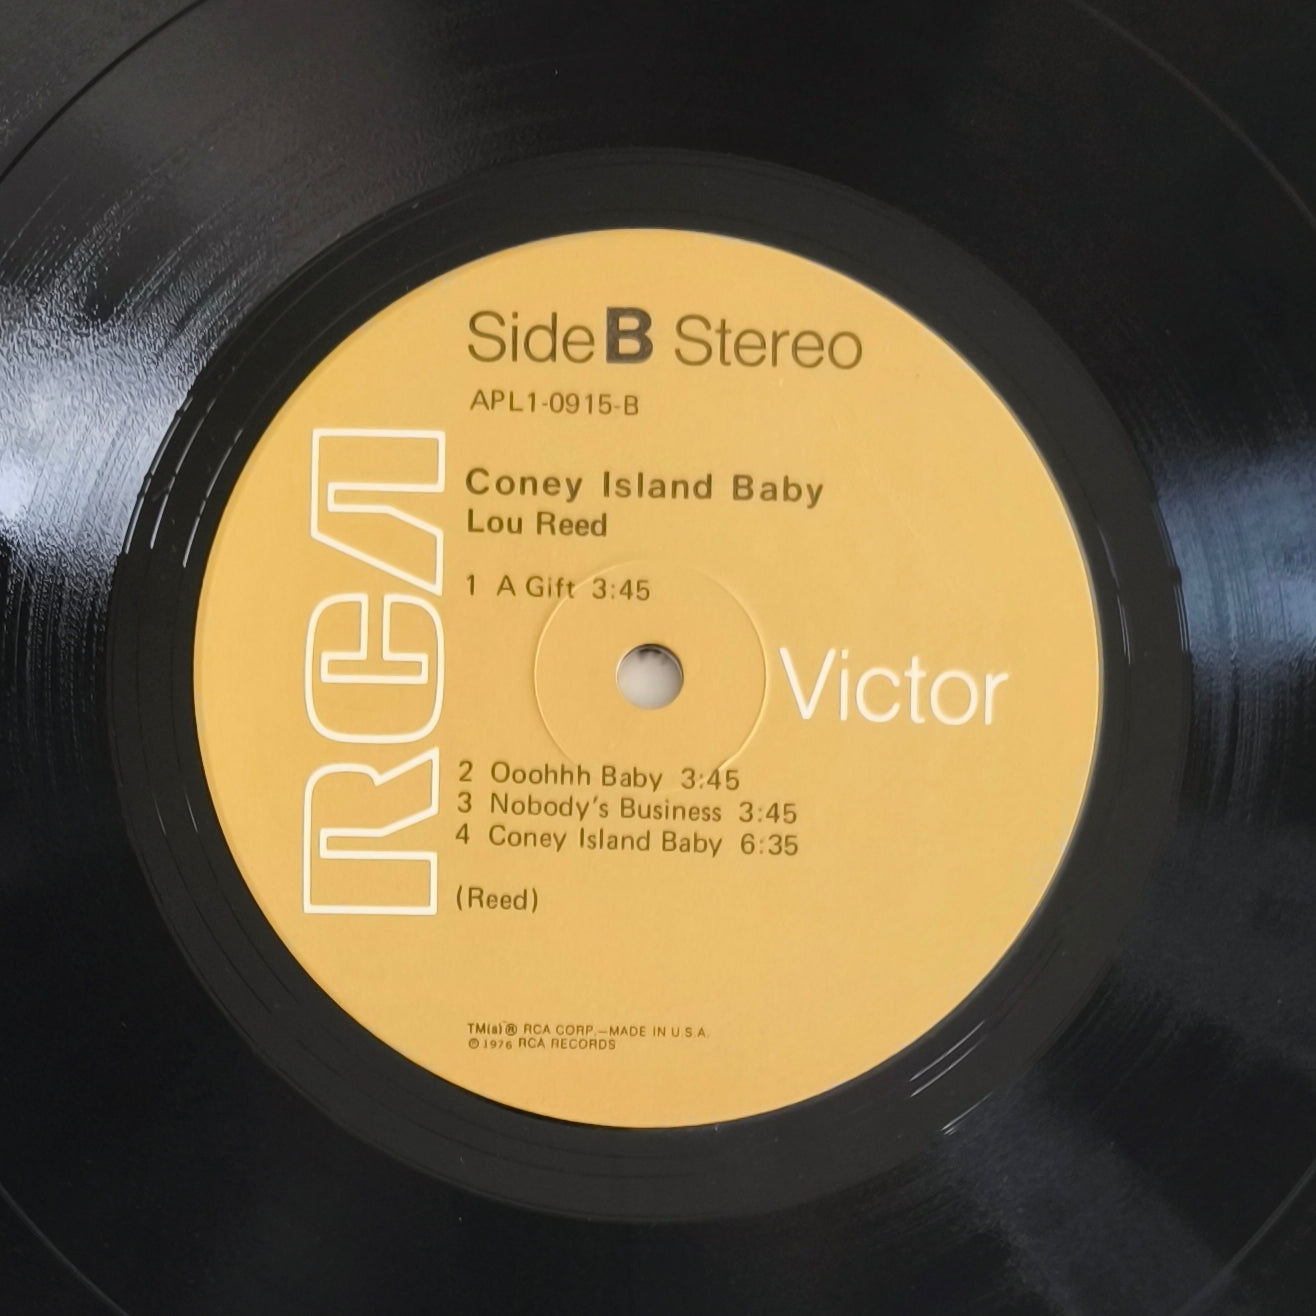 Side B Stereo
APL1-0915-B
Coney Island Baby
Lou Reed
1 A Gift 3:45
RCA
Victor
2 Ooohhh Baby 3:45
3 Nobody's Business 3:45
4 Coney Island Baby 6:35
(Reed)
TM(s)® RCA CORP.—MADE IN U.S.A.
© 1976 RCA RECORDS